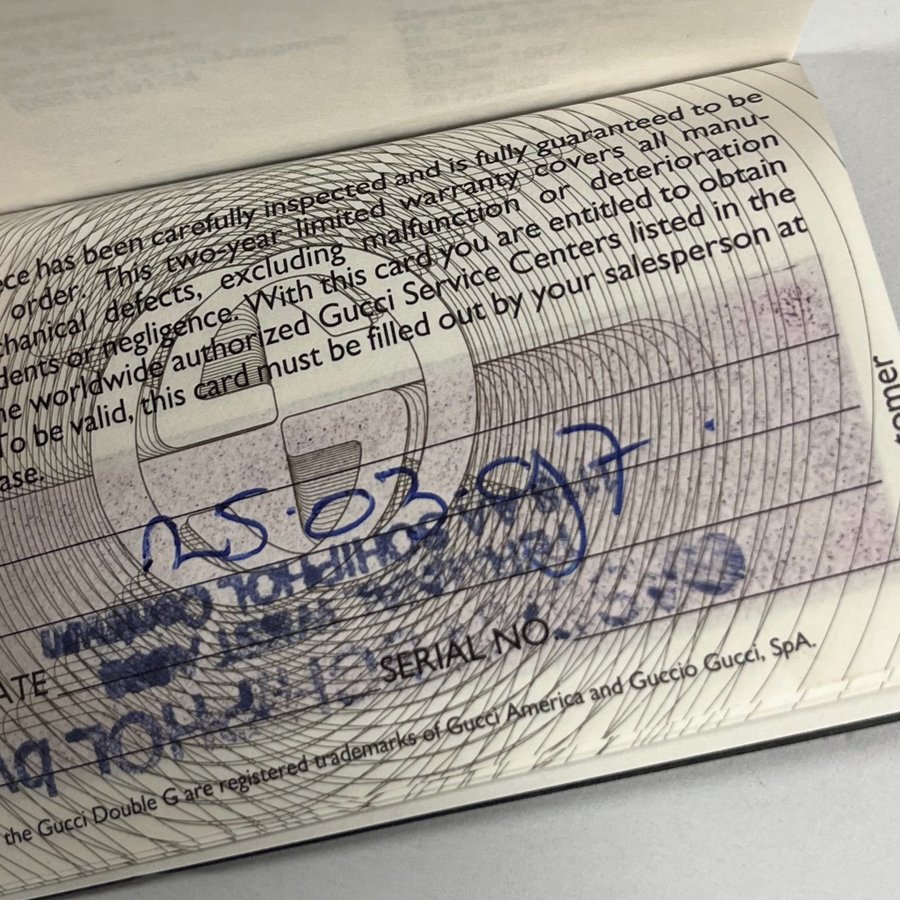 ece has been carefully inspected and is fully guaranteed to be
order. This two-year limited warranty covers all manu-
chanical defects, excluding malfunction or deterioration
dents or negligence. With this card you are entitled to obtain
he worldwide authorized Gucci Service Centers listed in the
To be valid, this card must be filled out by your salesperson at
ase.
tomer
25.03.97.
SCHIPHOL
ATE SERIAL NO.
the Gucci Double G are registered trademarks of Gucci America and Guccio Gucci, SpA.